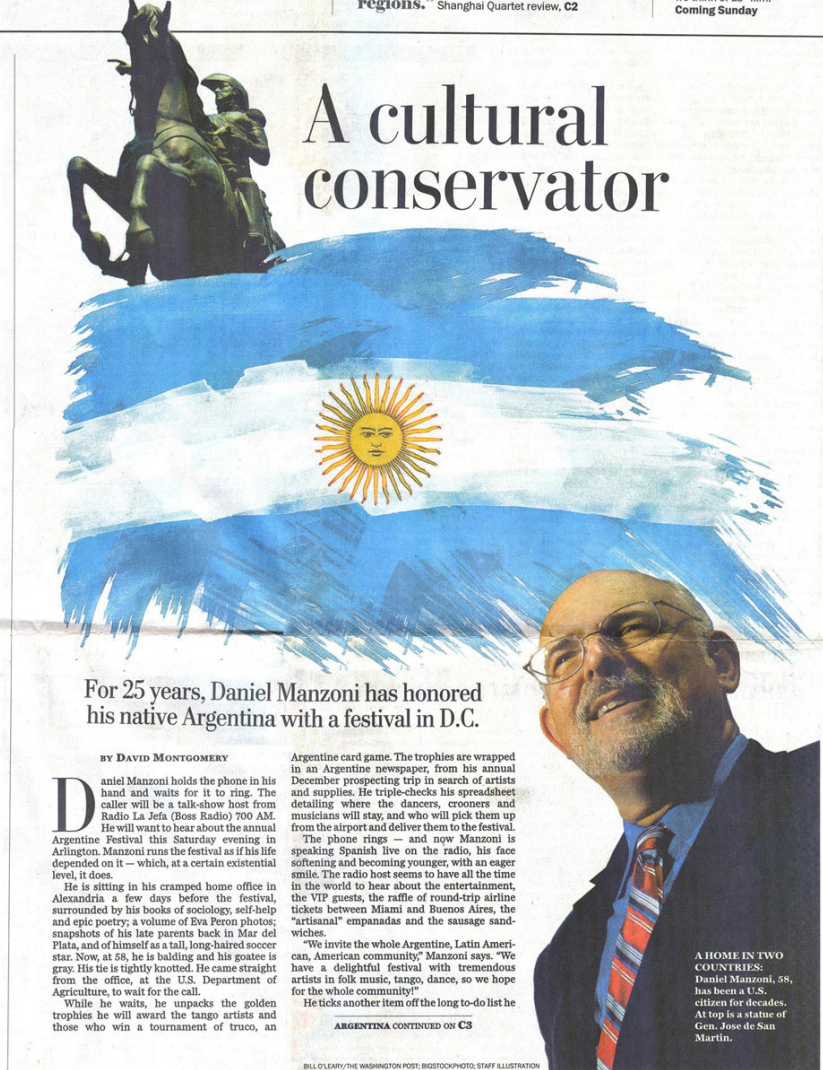 regions." Shanghai Quartet review, C2
Coming Sunday
A cultural
conservator
For 25 years, Daniel Manzoni has honored
his native Argentina with a festival in D.C.
BY DAVID MONTGOMERY
Daniel Manzoni holds the phone in his
hand and waits for it to ring. The
caller will be a talk-show host from
Radio La Jefa (Boss Radio) 700 AM.
He will want to hear about the annual
Argentine Festival this Saturday evening in
Arlington. Manzoni runs the festival as if his life
depended on it — which, at a certain existential
level, it does.
He is sitting in his cramped home office in
Alexandria a few days before the festival,
surrounded by his books of sociology, self-help
and epic poetry; a volume of Eva Peron photos;
snapshots of his late parents back in Mar del
Plata, and of himself as a tall, long-haired soccer
star. Now, at 58, he is balding and his goatee is
gray. His tie is tightly knotted. He came straight
from the office, at the U.S. Department of
Agriculture, to wait for the call.
While he waits, he unpacks the golden
trophies he will award the tango artists and
those who win a tournament of truco, an
Argentine card game. The trophies are wrapped
in an Argentine newspaper, from his annual
December prospecting trip in search of artists
and supplies. He triple-checks his spreadsheet
detailing where the dancers, crooners and
musicians will stay, and who will pick them up
from the airport and deliver them to the festival.
The phone rings — and now Manzoni is
speaking Spanish live on the radio, his face
softening and becoming younger, with an eager
smile. The radio host seems to have all the time
in the world to hear about the entertainment,
the VIP guests, the raffle of round-trip airline
tickets between Miami and Buenos Aires, the
"artisanal" empanadas and the sausage sand-
wiches.
"We invite the whole Argentine, Latin Ameri-
can, American community," Manzoni says. "We
have a delightful festival with tremendous
artists in folk music, tango, dance, so we hope
for the whole community!"
He ticks another item off the long to-do list he
ARGENTINA CONTINUED ON C3
A HOME IN TWO
COUNTRIES:
Daniel Manzoni, 58,
has been a U.S.
citizen for decades.
At top is a statue of
Gen. Jose de San
Martin.
BILL O'LEARY/THE WASHINGTON POST; BIGSTOCKPHOTO; STAFF ILLUSTRATION